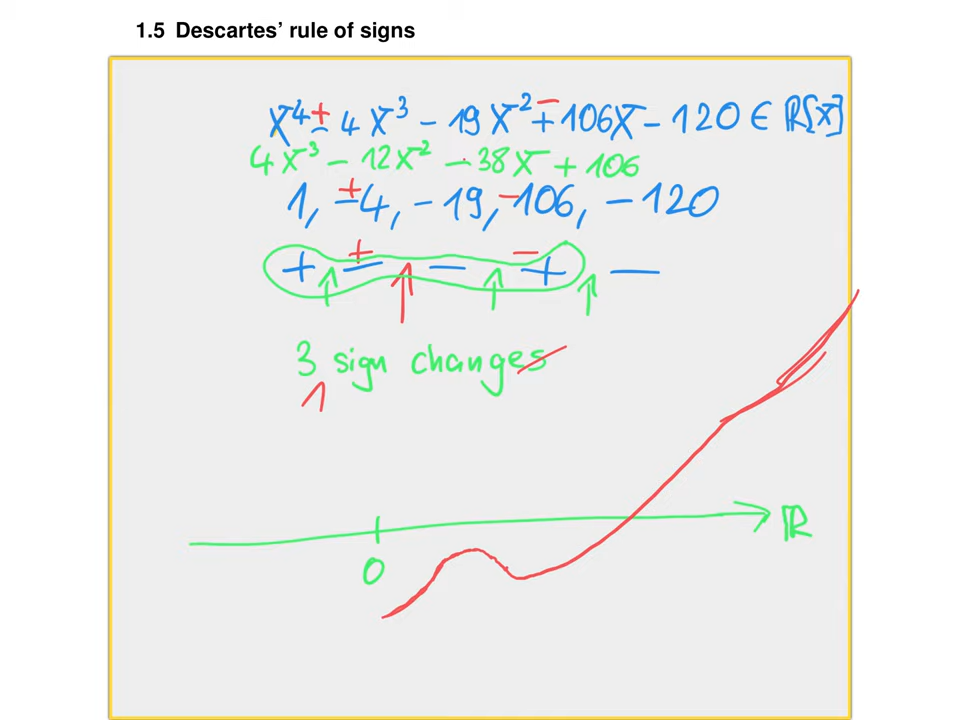 1.5 Descartes’ rule of signs
x⁴ ± 4x³ − 19x² ∓ 106x − 120 ∈ ℝ[x]
4x³ − 12x² − 38x + 106
1, ±4, −19, −106, −120
+ ± − ∓ −
3 sign changes
1
0 ℝ